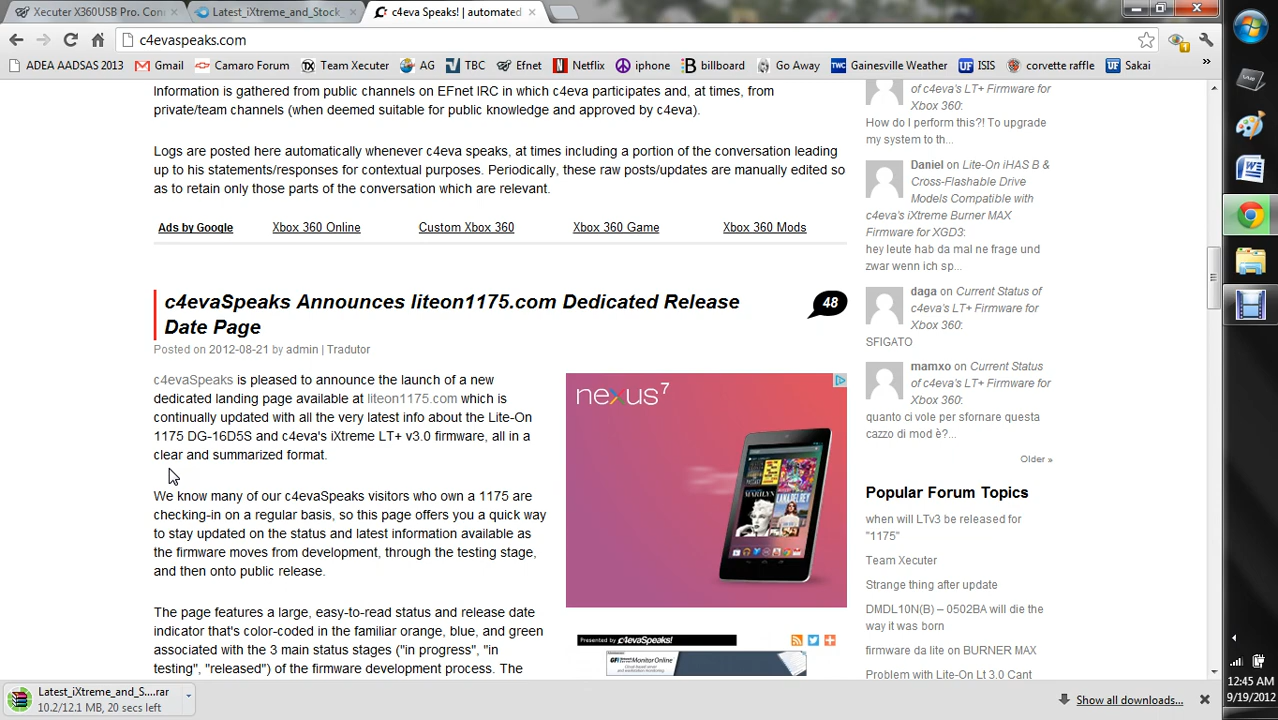 Xecuter X360USB Pro. Con
Latest_iXtreme_and_Stock_
c4eva Speaks! | automated
c4evaspeaks.com
ADEA AADSAS 2013
Gmail
Camaro Forum
Team Xecuter
AG
TBC
Efnet
Netflix
iphone
billboard
Go Away
Gainesville Weather
ISIS
corvette raffle
Sakai
Information is gathered from public channels on EFnet IRC in which c4eva participates and, at times, from
private/team channels (when deemed suitable for public knowledge and approved by c4eva).
Logs are posted here automatically whenever c4eva speaks, at times including a portion of the conversation leading
up to his statements/responses for contextual purposes. Periodically, these raw posts/updates are manually edited so
as to retain only those parts of the conversation which are relevant.
Ads by Google
Xbox 360 Online
Custom Xbox 360
Xbox 360 Game
Xbox 360 Mods
c4evaSpeaks Announces liteon1175.com Dedicated Release
Date Page
48
Posted on 2012-08-21 by admin | Tradutor
c4evaSpeaks is pleased to announce the launch of a new
dedicated landing page available at liteon1175.com which is
continually updated with all the very latest info about the Lite-On
1175 DG-16D5S and c4eva's iXtreme LT+ v3.0 firmware, all in a
clear and summarized format.
We know many of our c4evaSpeaks visitors who own a 1175 are
checking-in on a regular basis, so this page offers you a quick way
to stay updated on the status and latest information available as
the firmware moves from development, through the testing stage,
and then onto public release.
The page features a large, easy-to-read status and release date
indicator that's color-coded in the familiar orange, blue, and green
associated with the 3 main status stages ("in progress", "in
testing", "released") of the firmware development process. The
nexus7
Presented by c4evaSpeaks!
GFI MonitorOnline
of c4eva's LT+ Firmware for
Xbox 360:
How do I perform this?! To upgrade
my system to th...
Daniel on Lite-On iHAS B &
Cross-Flashable Drive
Models Compatible with
c4eva's iXtreme Burner MAX
Firmware for XGD3:
hey leute hab da mal ne frage und
zwar wenn ich sp...
daga on Current Status of
c4eva's LT+ Firmware for
Xbox 360:
SFIGATO
mamxo on Current Status
of c4eva's LT+ Firmware for
Xbox 360:
quanto ci vole per sfornare questa
cazzo di mod è?...
Older »
Popular Forum Topics
when will LTv3 be released for
"1175"
Team Xecuter
Strange thing after update
DMDL10N(B) – 0502BA will die the
way it was born
firmware da lite on BURNER MAX
Problem with Lite-On Lt 3.0 Cant
Latest_iXtreme_and_S....rar
10.2/12.1 MB, 20 secs left
Show all downloads...
12:45 AM
9/19/2012